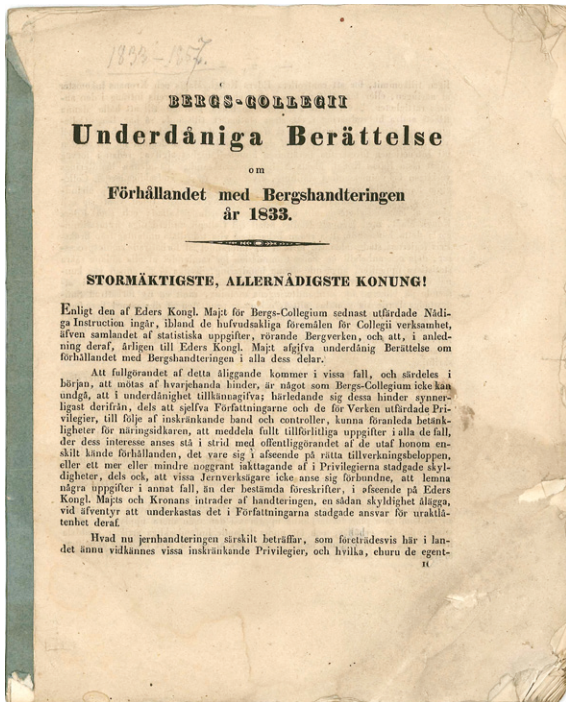 1833-1857.
BERGS-COLLEGII
Underdåniga Berättelse
om
Förhållandet med Bergshandteringen
år 1833.
STORMÄKTIGSTE, ALLERNÅDIGSTE KONUNG!
Enligt den af Eders Kongl. Maj:t för Bergs-Collegium sednast utfärdade Nådi-
ga Instruction ingår, ibland de hufvudsakliga föremålen för Collegii verksamhet,
äfven samlandet af statistiska uppgifter, rörande Bergverken, och att, i anled-
ning deraf, årligen till Eders Kongl. Maj:t afgifva underdånig Berättelse om
förhållandet med Bergshandteringen i alla dess delar.
Att fullgörandet af detta åliggande kommer i vissa fall, och särdeles i
början, att mötas af hvarjehanda hinder, är något som Bergs-Collegium icke kan
undgå, att i underdånighet tillkännagifva; härledande sig dessa hinder synner-
ligast derifrån, dels att sjelfva Författningarne och de för Verken utfärdade Pri-
vilegier, till följe af inskränkande band och controller, kunna föranleda betänk-
ligheter för näringsidkaren, att meddela fullt tillförlitliga uppgifter i alla de fall,
der dess interesse anses stå i strid med offentliggörandet af de utaf honom en-
skilt kände förhållanden, det vare sig i afseende på rätta tillverkningsbeloppen,
eller ett mer eller mindre noggrant iakttagande af i Privilegierna stadgade skyl-
digheter, dels ock, att vissa Jernverksägare icke anse sig förbundne, att lemna
några uppgifter i annat fall, än der bestämda föreskrifter, i afseende på Eders
Kongl. Maj:ts och Kronans intrader af handteringen, en sådan skyldighet ålägga,
vid äfventyr att underkastas det i Författningarna stadgade ansvar för uraktlå-
tenhet deraf.
Hvad nu jernhandteringen särskilt beträffar, som företrädesvis här i lan-
det ännu vidkännes vissa inskränkande Privilegier, och hvilka, ehuru de egent-